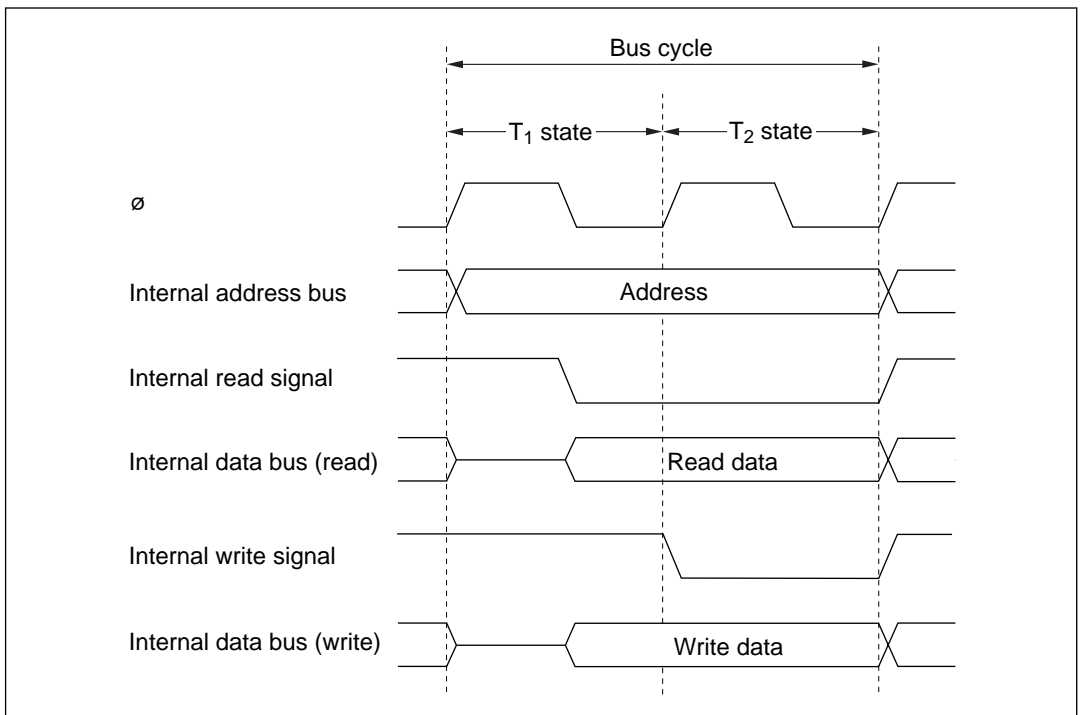 Bus cycle
T₁ state
T₂ state
ø
Internal address bus
Address
Internal read signal
Internal data bus (read)
Read data
Internal write signal
Internal data bus (write)
Write data